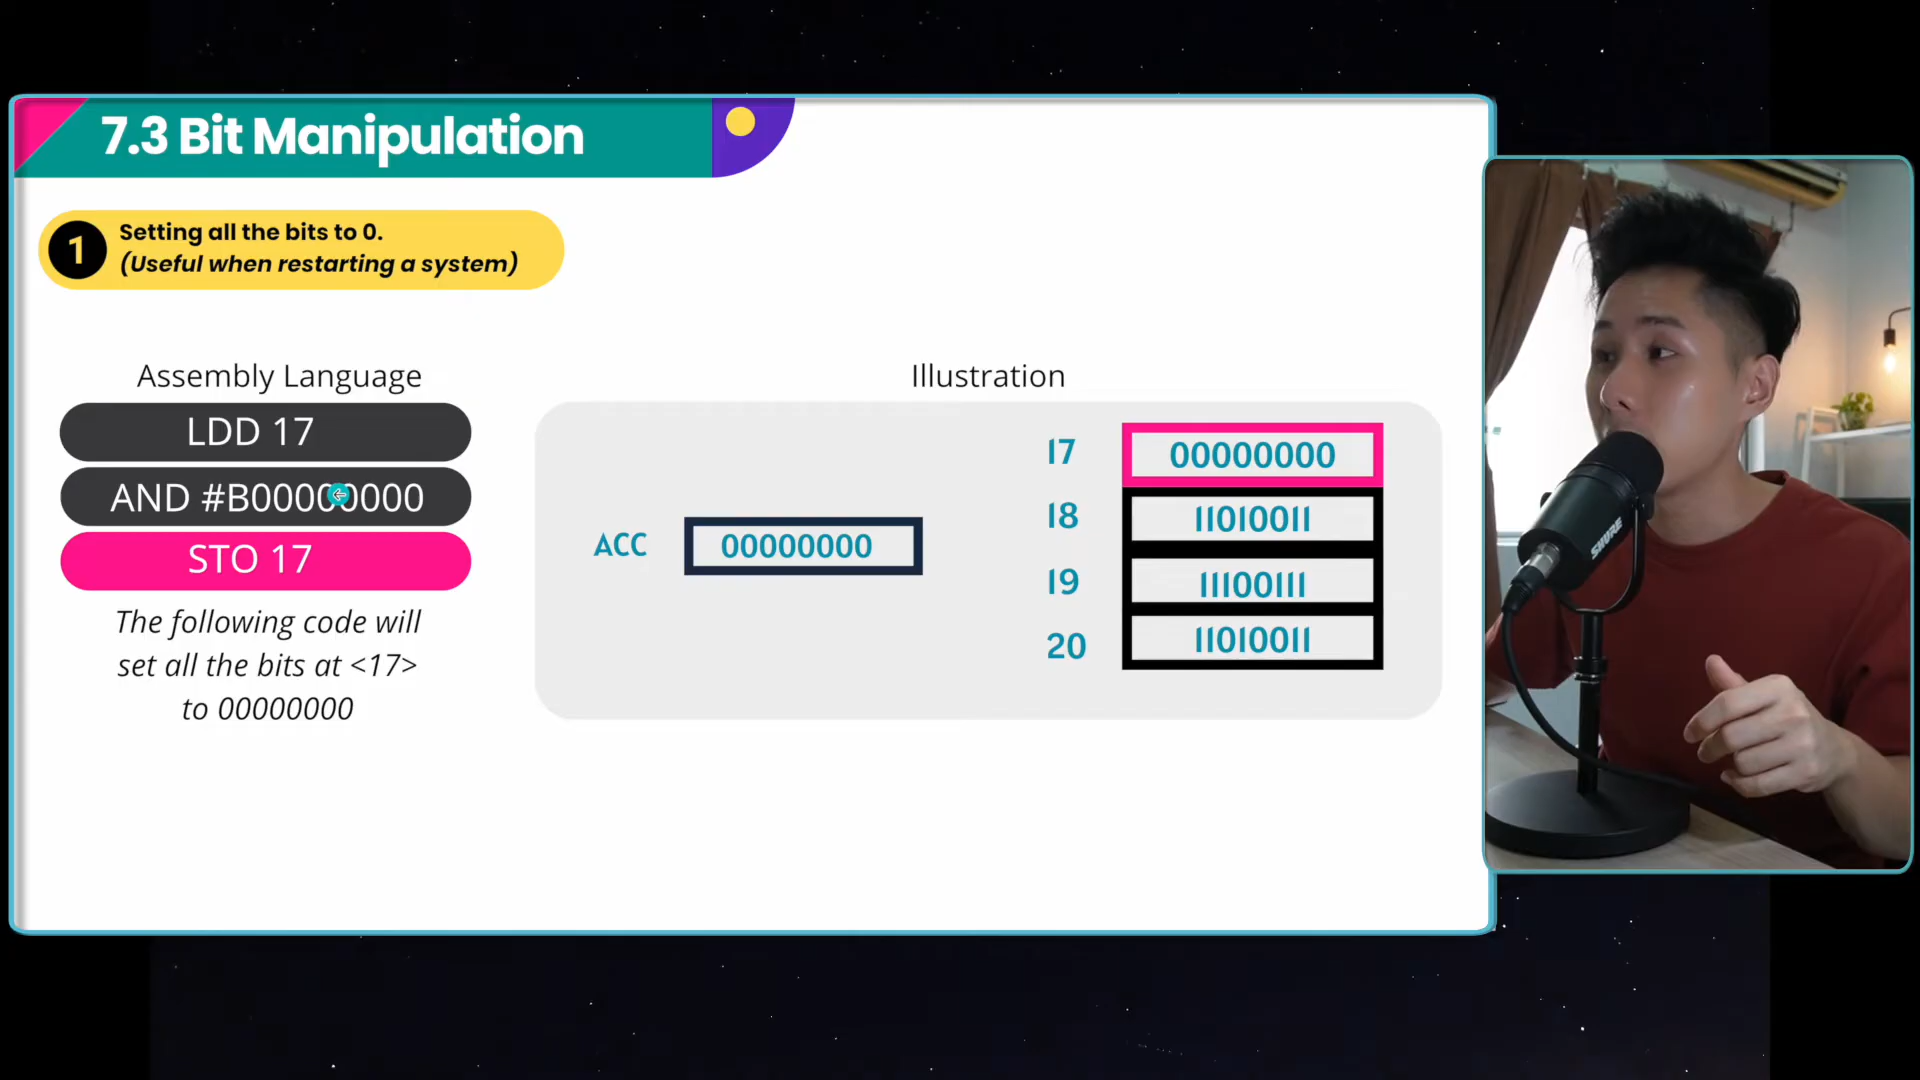 7.3 Bit Manipulation
1
Setting all the bits to 0.
(Useful when restarting a system)
Assembly Language
LDD 17
AND #B00000000
STO 17
The following code will
set all the bits at <17>
to 00000000
Illustration
ACC 00000000
17 00000000
18 11010011
19 11100111
20 11010011
SHURE